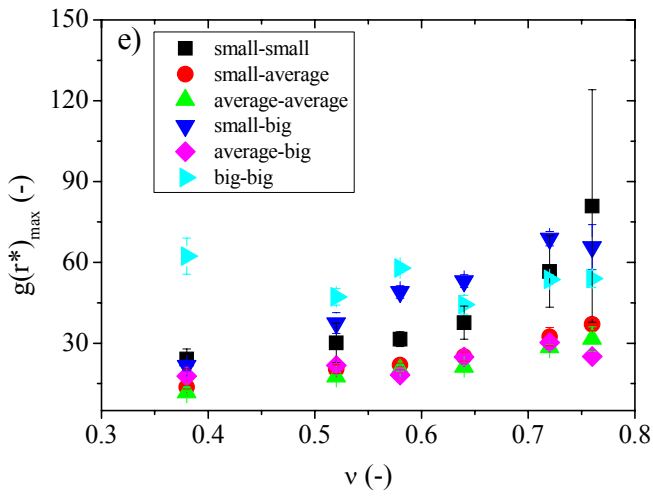 e)
small-small
small-average
average-average
small-big
average-big
big-big
150
120
90
60
30
g(r*)max (-)
0.3 0.4 0.5 0.6 0.7 0.8
ν (-)